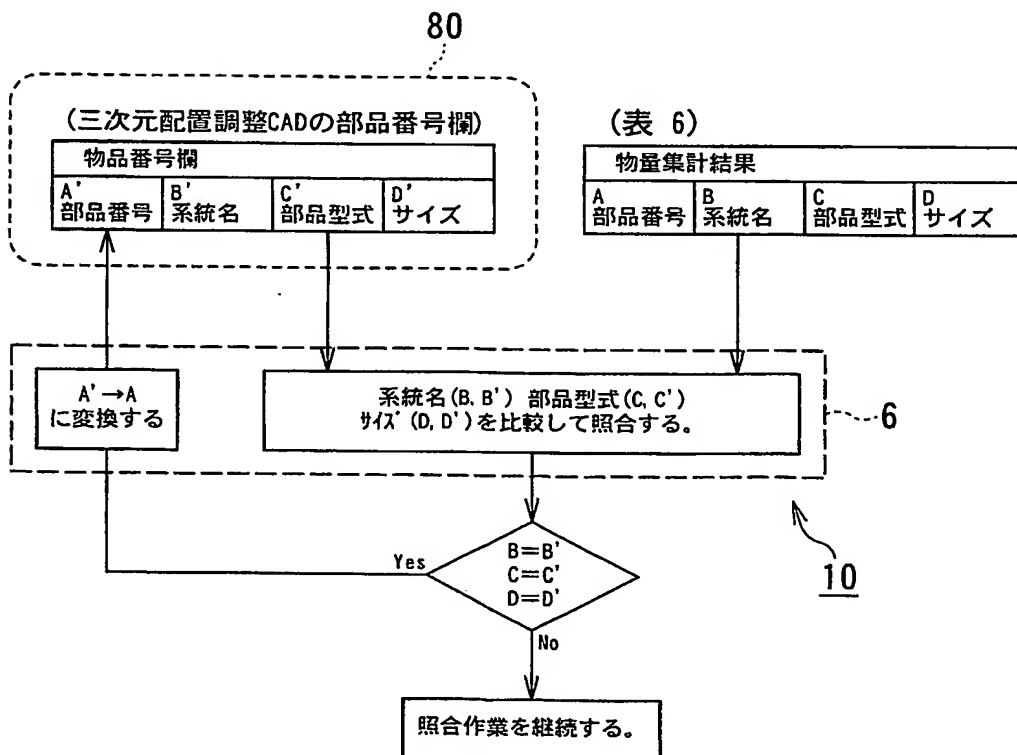 80
(三次元配置調整CADの部品番号欄)
物品番号欄
A'
部品番号
B'
系統名
C'
部品型式
D'
サイズ
(表 6)
物量集計結果
A
部品番号
B
系統名
C
部品型式
D
サイズ
A'→A
に変換する
系統名(B, B') 部品型式(C, C')
サイズ(D, D')を比較して照合する。
6
10
B=B'
C=C'
D=D'
Yes
No
照合作業を継続する。